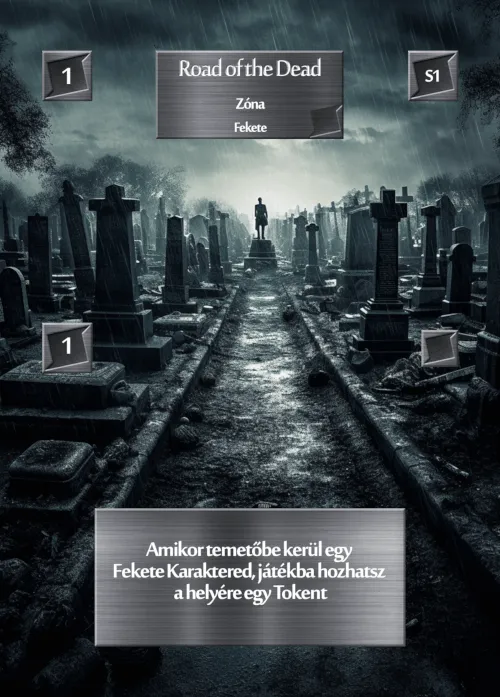 1
Road of the Dead
S1
Zóna
Fekete
1
Amikor temetőbe kerül egy
Fekete Karaktered, játékba hozhatsz
a helyére egy Tokent